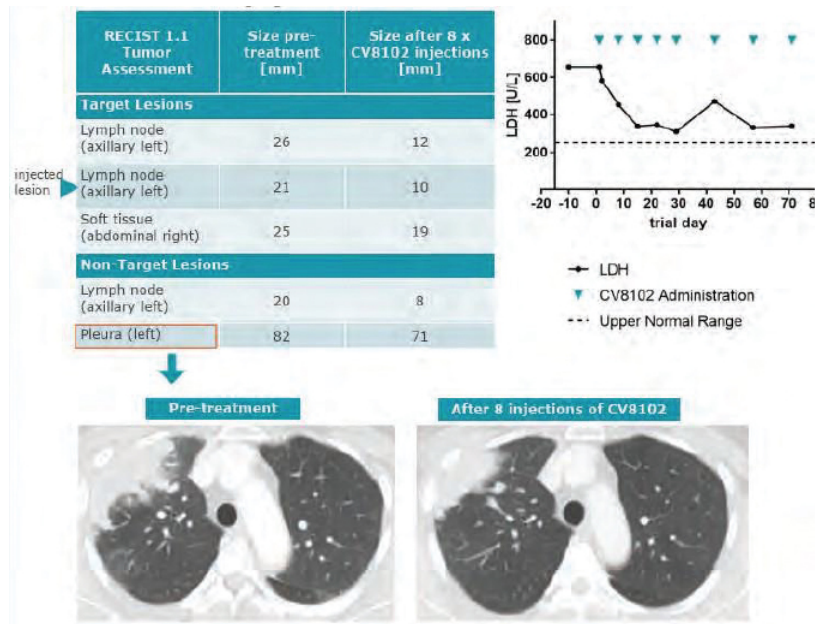 RECIST 1.1
Tumor
Assessment
Size pre-
treatment
[mm]
Size after 8 x
CV8102 injections
[mm]
Target Lesions
Lymph node
(axillary left)
26
12
injected
lesion
Lymph node
(axillary left)
21
10
Soft tissue
(abdominal right)
25
19
Non-Target Lesions
Lymph node
(axillary left)
20
8
Pleura (left)
82
71
LDH [U/L]
800
600
400
200
-20 -10 0 10 20 30 40 50 60 70
trial day
LDH
CV8102 Administration
Upper Normal Range
Pre-treatment
After 8 injections of CV8102